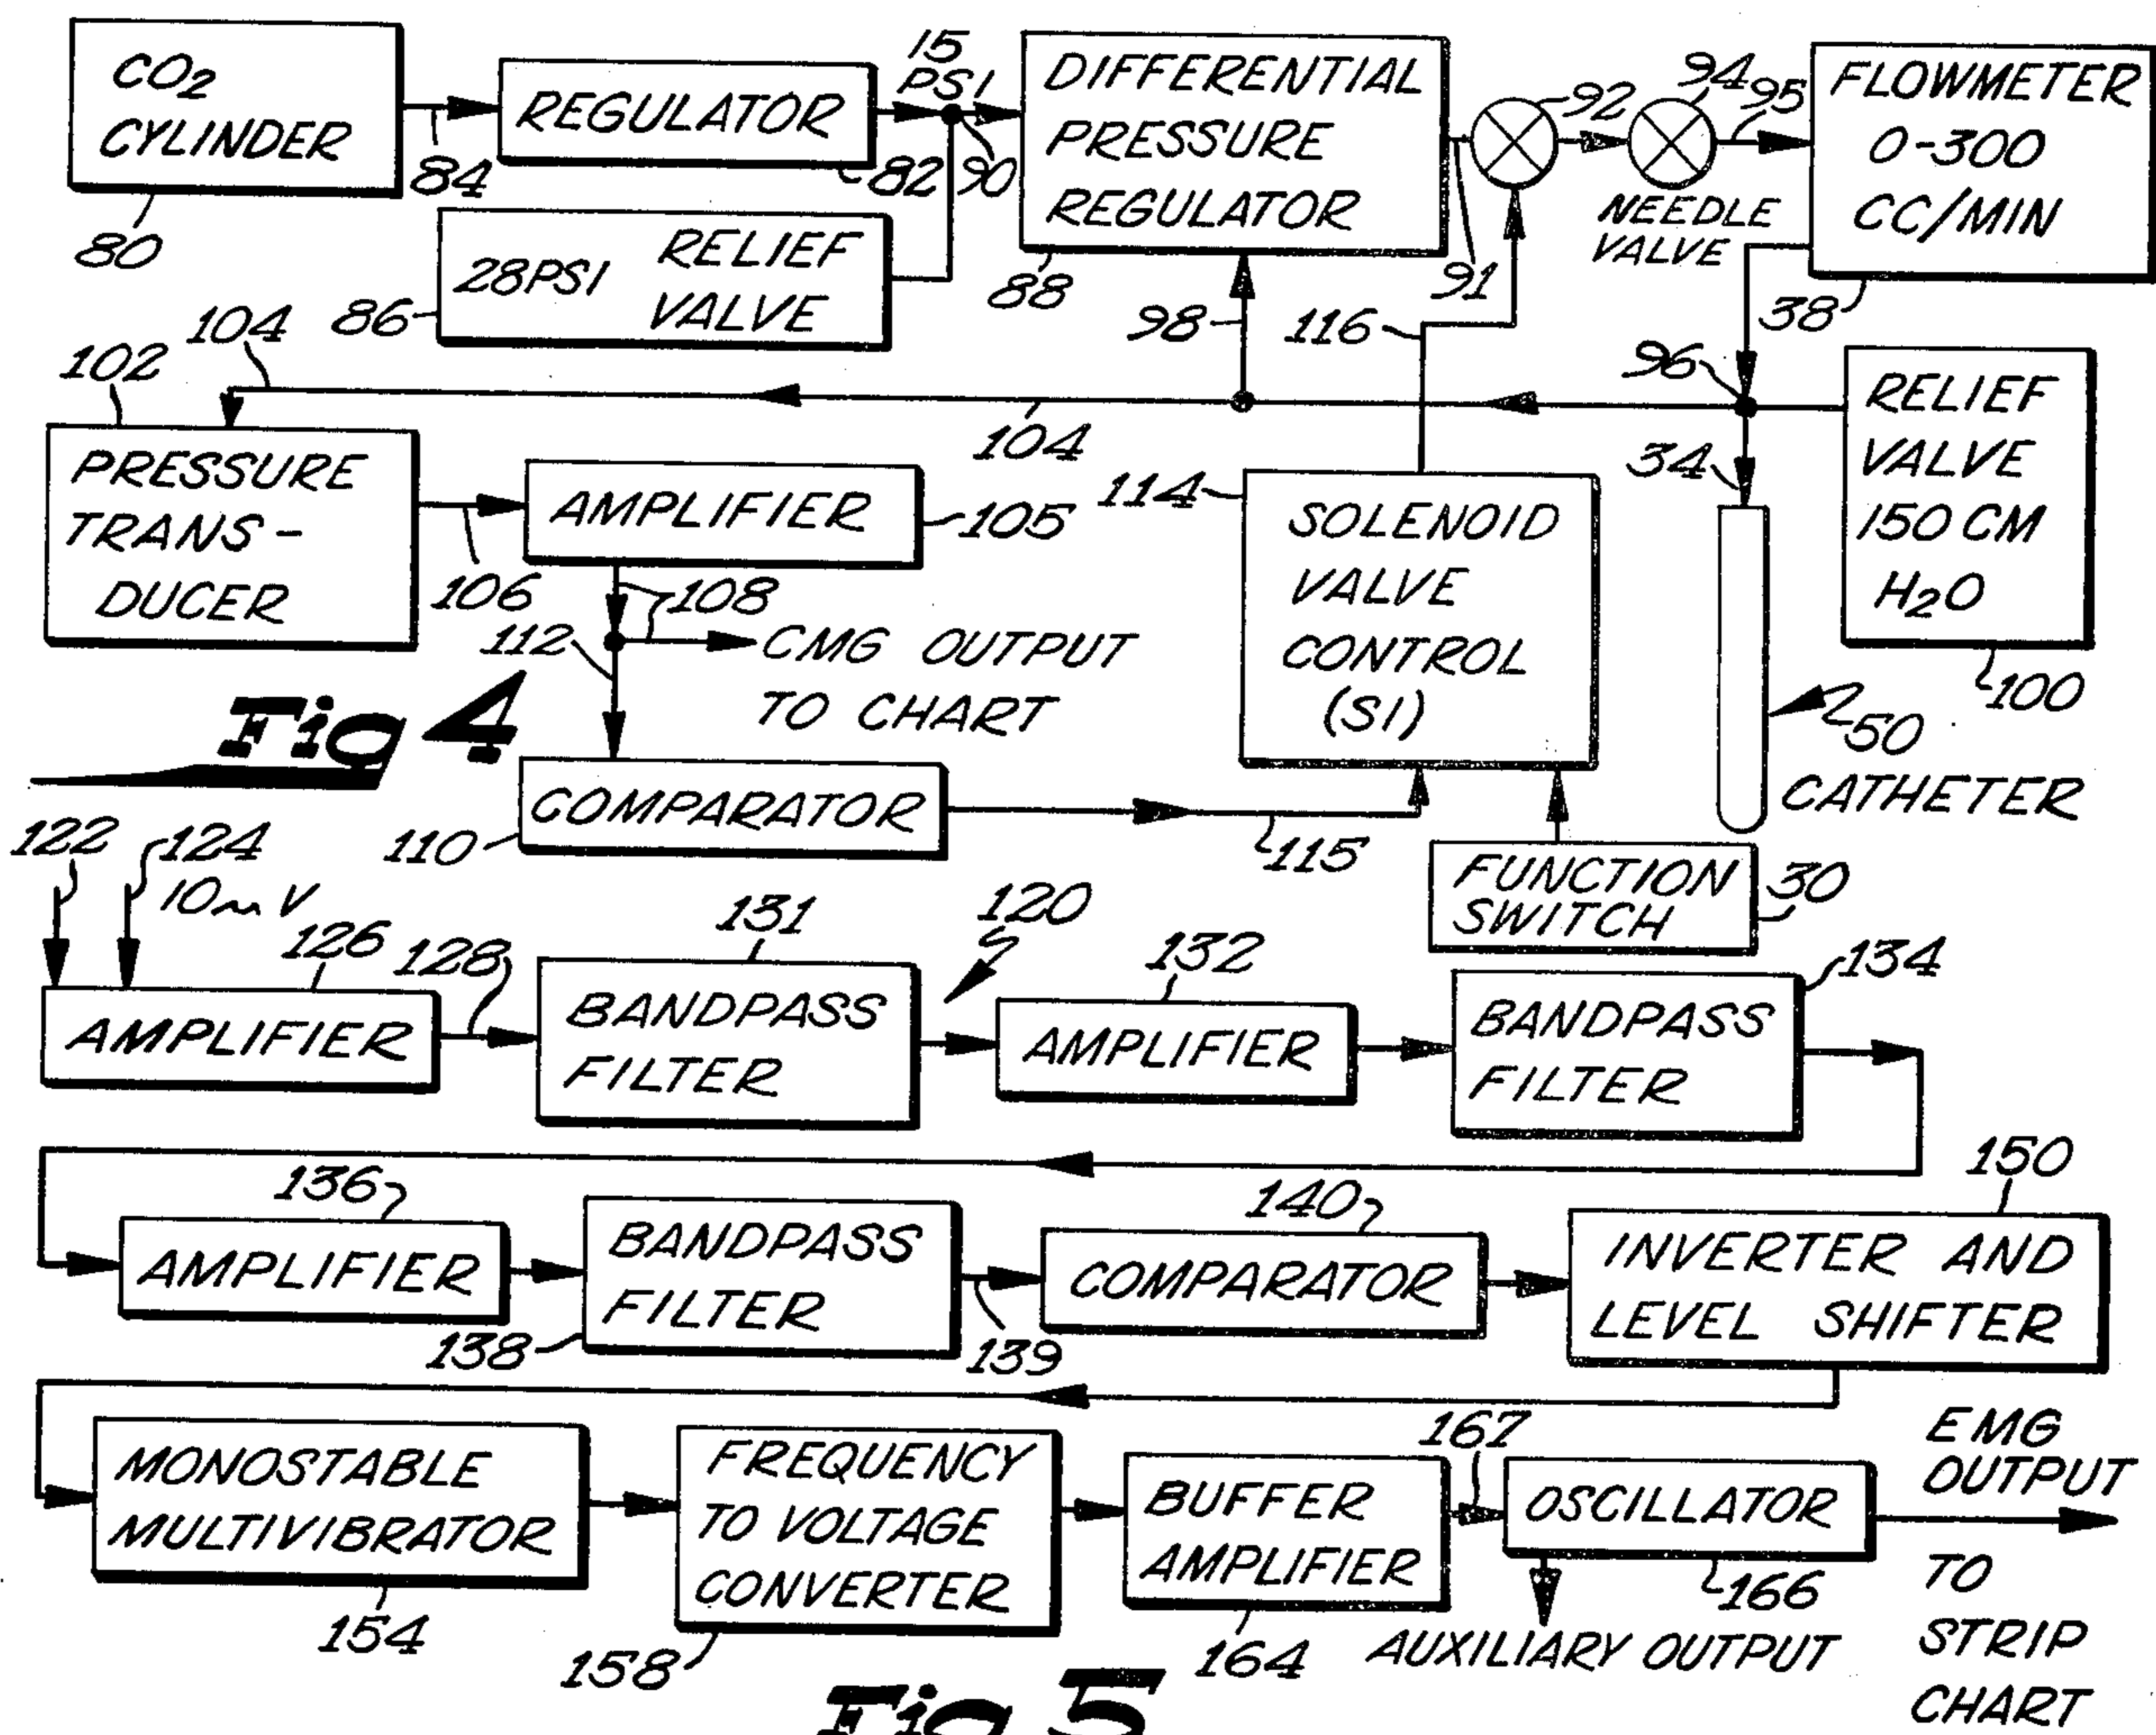 CO2
CYLINDER
80
84
REGULATOR
82
15
PSI
90
28PSI RELIEF
VALVE
86
DIFFERENTIAL
PRESSURE
REGULATOR
88
91
92
94
95
NEEDLE
VALVE
FLOWMETER
0-300
CC/MIN
38
98
116
96
104
102
104
PRESSURE
TRANS-
DUCER
106
AMPLIFIER
105
108
112
CMG OUTPUT
TO CHART
114
SOLENOID
VALVE
CONTROL
(S1)
34
RELIEF
VALVE
150 CM
H2O
100
50
CATHETER
Fig 4
COMPARATOR
110
115
FUNCTION
SWITCH
30
122
124
10 m V
126
AMPLIFIER
128
131
BANDPASS
FILTER
120
132
AMPLIFIER
134
BANDPASS
FILTER
136
AMPLIFIER
BANDPASS
FILTER
138
139
140
COMPARATOR
150
INVERTER AND
LEVEL SHIFTER
MONOSTABLE
MULTIVIBRATOR
154
FREQUENCY
TO VOLTAGE
CONVERTER
158
BUFFER
AMPLIFIER
164
167
OSCILLATOR
166
AUXILIARY OUTPUT
EMG
OUTPUT
TO
STRIP
CHART
Fig 5